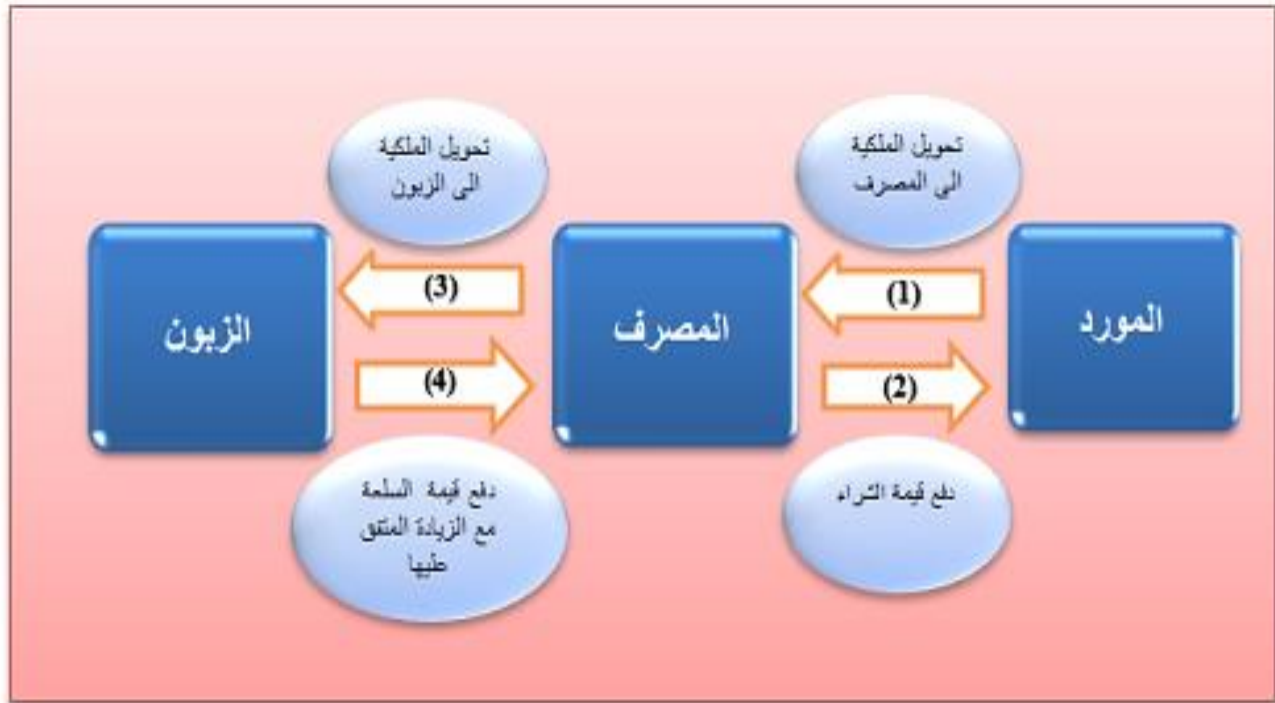 تحويل الملكية
الى المصرف
تحويل الملكية
الى الزبون
المورد
(1)
(2)
المصرف
(3)
(4)
الزبون
دفع قيمة الشراء
دفع قيمة السلعة
مع الزيادة المتفق
عليها